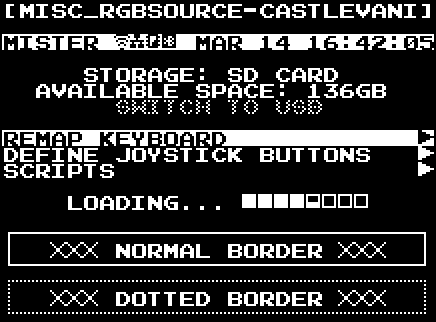 [MISC_RGBSOURCE-CASTLEVANI]
MISTER MAR 14 16:42:05
STORAGE: SD CARD
AVAILABLE SPACE: 136GB
SWITCH TO USB
REMAP KEYBOARD
DEFINE JOYSTICK BUTTONS
SCRIPTS
LOADING...
XXX NORMAL BORDER XXX
XXX DOTTED BORDER XXX